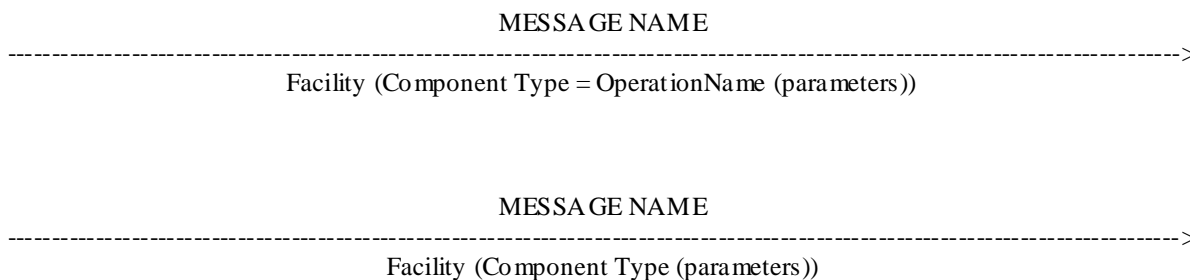 MESSAGE NAME
------------------------------------------------------------------------------------------------------------------------------------------>
Facility (Component Type = OperationName (parameters))
MESSAGE NAME
------------------------------------------------------------------------------------------------------------------------------------------>
Facility (Component Type (parameters))